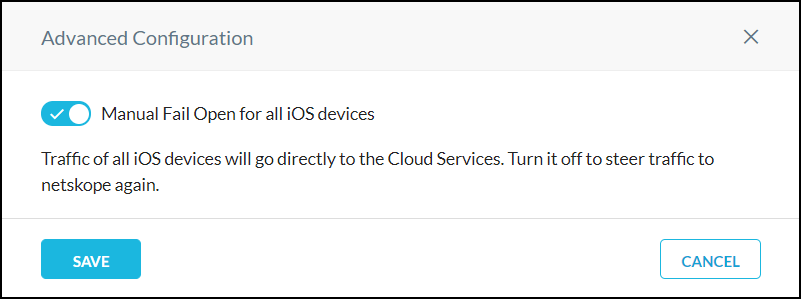 Advanced Configuration
Manual Fail Open for all iOS devices
Traffic of all iOS devices will go directly to the Cloud Services. Turn it off to steer traffic to
netskope again.
SAVE
CANCEL